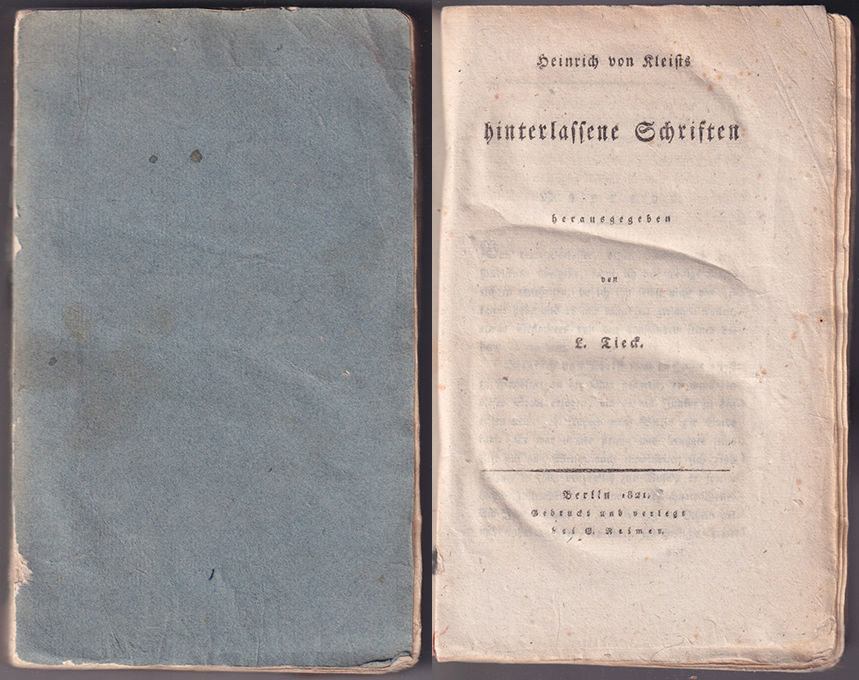 Heinrich von Kleists
hinterlassene Schriften
herausgegeben
von
L. Tieck.
Berlin 1821.
Gedruckt und verlegt
bei G. Reimer.